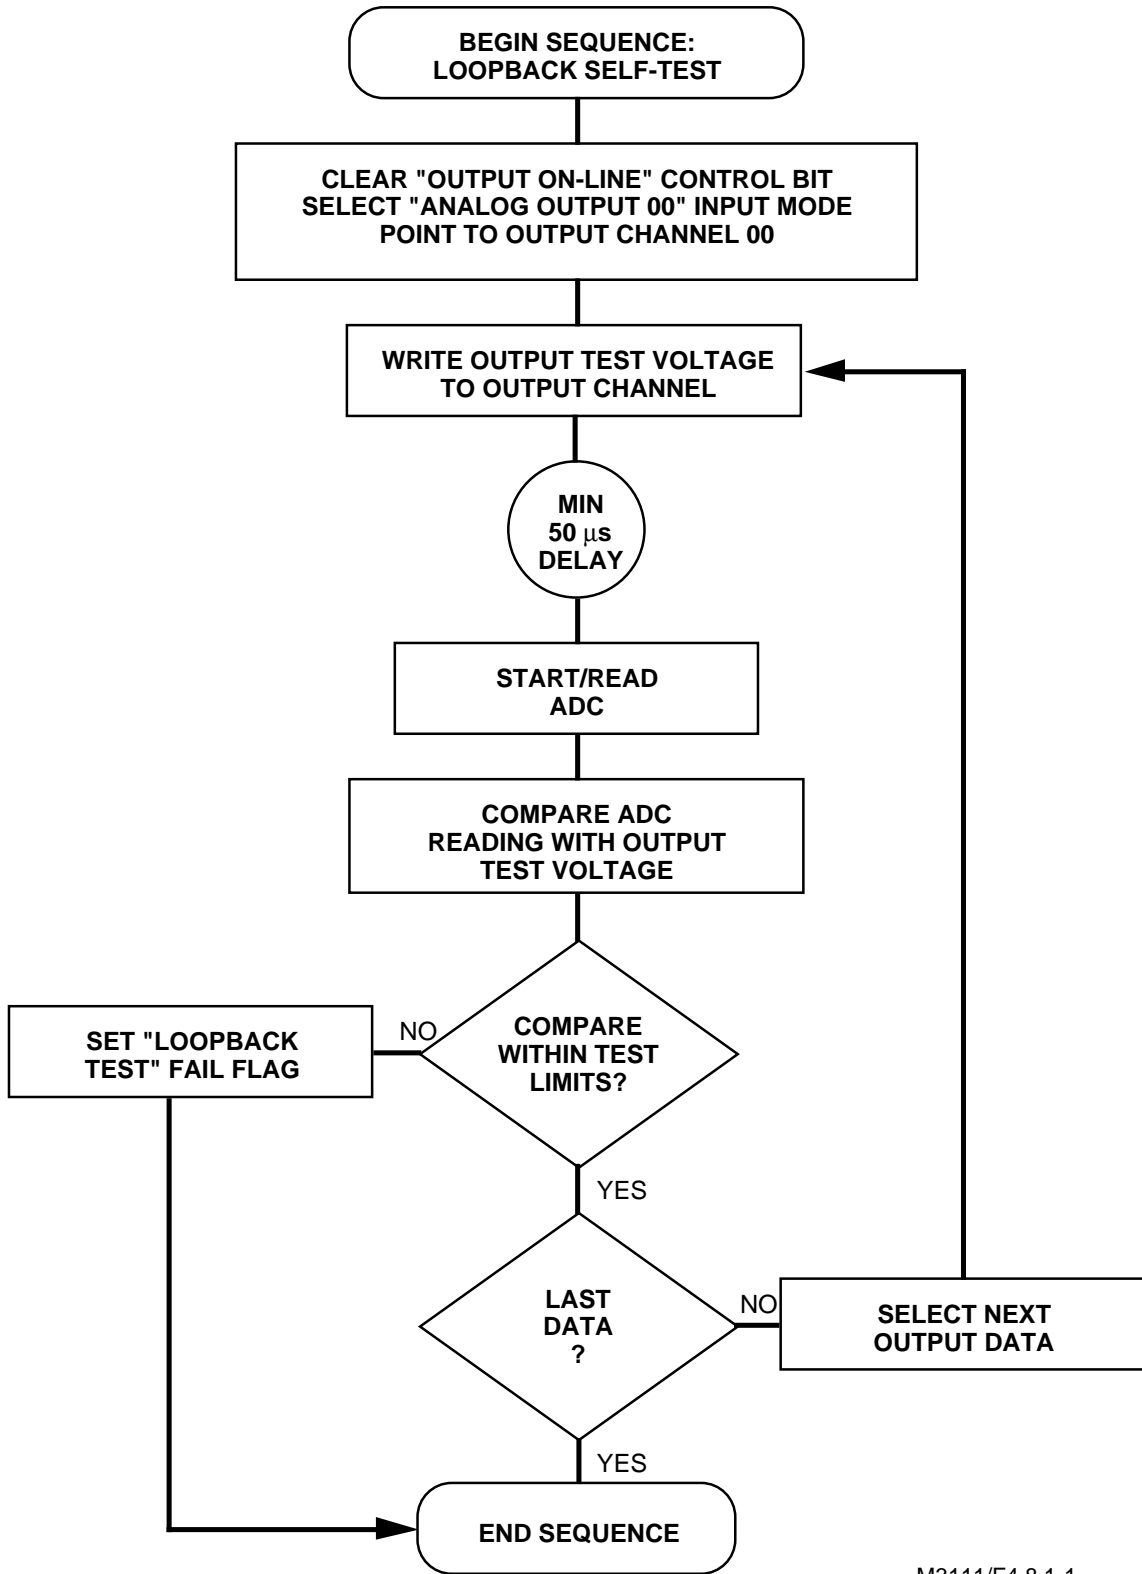 BEGIN SEQUENCE:
LOOPBACK SELF-TEST
CLEAR "OUTPUT ON-LINE" CONTROL BIT
SELECT "ANALOG OUTPUT 00" INPUT MODE
POINT TO OUTPUT CHANNEL 00
WRITE OUTPUT TEST VOLTAGE
TO OUTPUT CHANNEL
MIN
50 μs
DELAY
START/READ
ADC
COMPARE ADC
READING WITH OUTPUT
TEST VOLTAGE
COMPARE
WITHIN TEST
LIMITS?
NO
SET "LOOPBACK
TEST" FAIL FLAG
YES
LAST
DATA
?
NO
SELECT NEXT
OUTPUT DATA
YES
END SEQUENCE